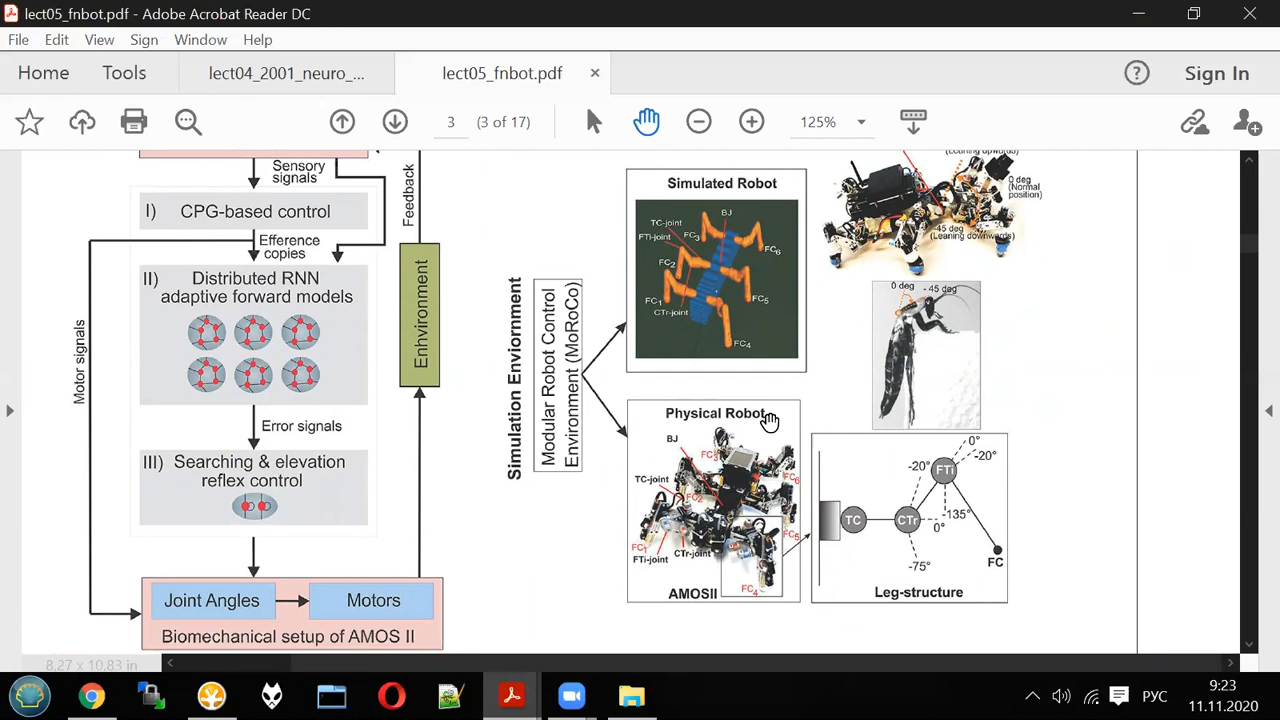 lect05_fnbot.pdf - Adobe Acrobat Reader DC
File Edit View Sign Window Help
Home Tools lect04_2001_neuro_... lect05_fnbot.pdf × Sign In
3 (3 of 17) 125%
Sensory
signals
I) CPG-based control
Efference
copies
II) Distributed RNN
adaptive forward models
Error signals
III) Searching & elevation
reflex control
Joint Angles Motors
Biomechanical setup of AMOS II
Motor signals
Feedback
Enhvironment
Simulation Enviornment
Modular Robot Control
Environment (MoRoCo)
Simulated Robot
BJ
TC-joint
FTi-joint
FC3
FC6
FC2
FC1
FC5
CTr-joint
FC4
Physical Robot
BJ
FC3
TC-joint
FC2
FC6
FC1
FC5
FTi-joint
CTr-joint
FC4
AMOSII
(Leaning upwards)
0 deg
(Normal
position)
-45 deg
(Leaning downwards)
0 deg - 45 deg
0°
-20°
-20°
FTi
TC
CTr
-135°
0°
-75°
FC
Leg-structure
8,27 x 10,83 in
РУС
9:23
11.11.2020